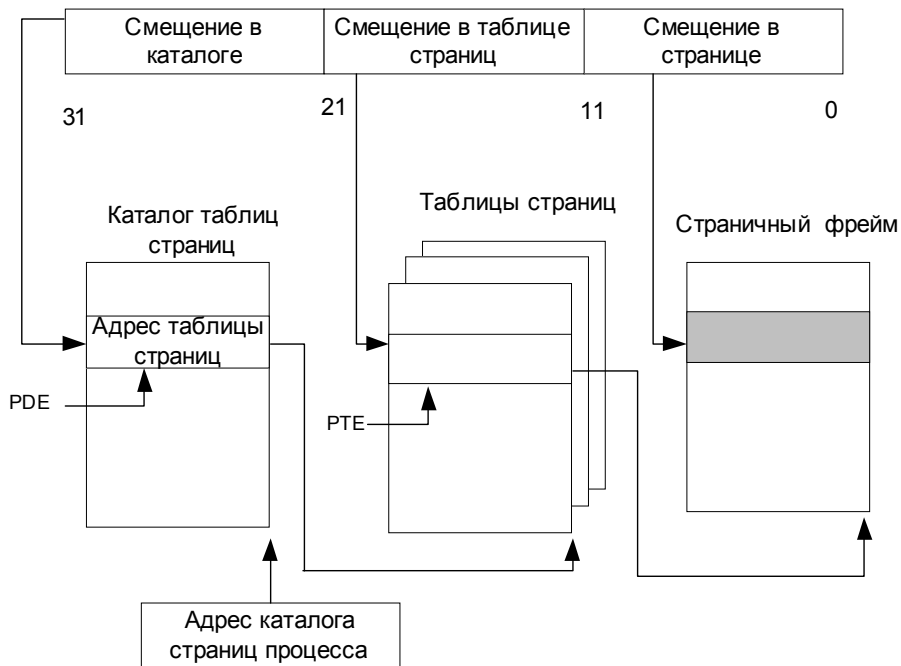 Смещение в
каталоге
Смещение в таблице
страниц
Смещение в
странице
31
21
11
0
Каталог таблиц
страниц
Таблицы страниц
Страничный фрейм
Адрес таблицы
страниц
PDE
PTE
Адрес каталога
страниц процесса